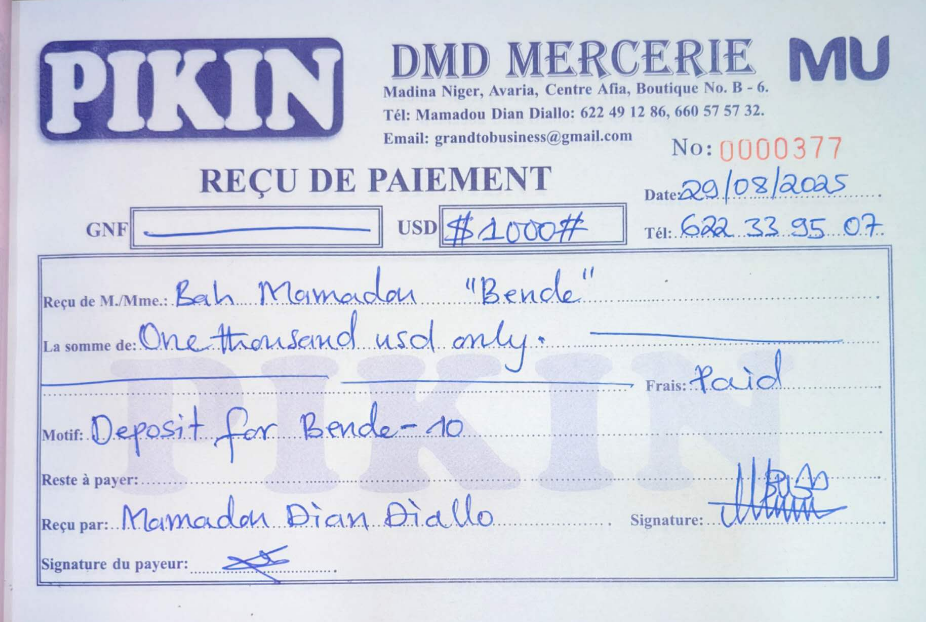 PIKIN
DMD MERCERIE
MU
Madina Niger, Avaria, Centre Afia, Boutique No. B - 6.
Tél: Mamadou Dian Diallo: 622 49 12 86, 660 57 57 32.
Email: grandtobusiness@gmail.com
No: 0000377
REÇU DE PAIEMENT
Date: 29/08/2025
GNF
USD #$1000#
Tél: 622 33 95 07
Reçu de M./Mme.: Bah Mamadou "Bende"
La somme de: One thousand usd only.
Frais: Paid
Motif: Deposit for Bende-10
Reste à payer:
Reçu par: Mamadou Dian Diallo
Signature:
Signature du payeur:
PIKIN